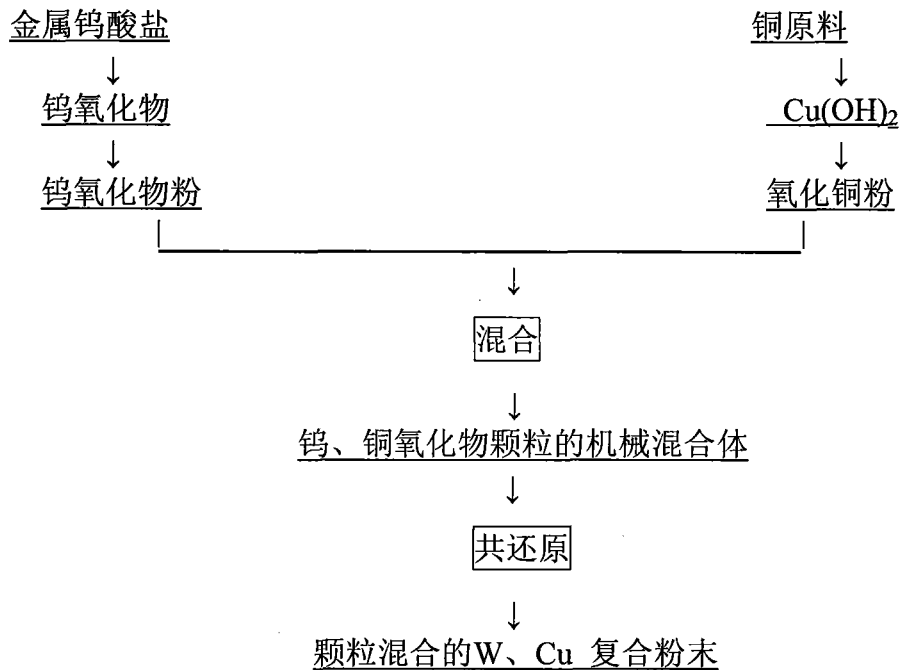 金属钨酸盐 铜原料
↓ ↓
钨氧化物 Cu(OH)₂
↓ ↓
钨氧化物粉 氧化铜粉
↓
混合
↓
钨、铜氧化物颗粒的机械混合体
↓
共还原
↓
颗粒混合的W、Cu 复合粉末